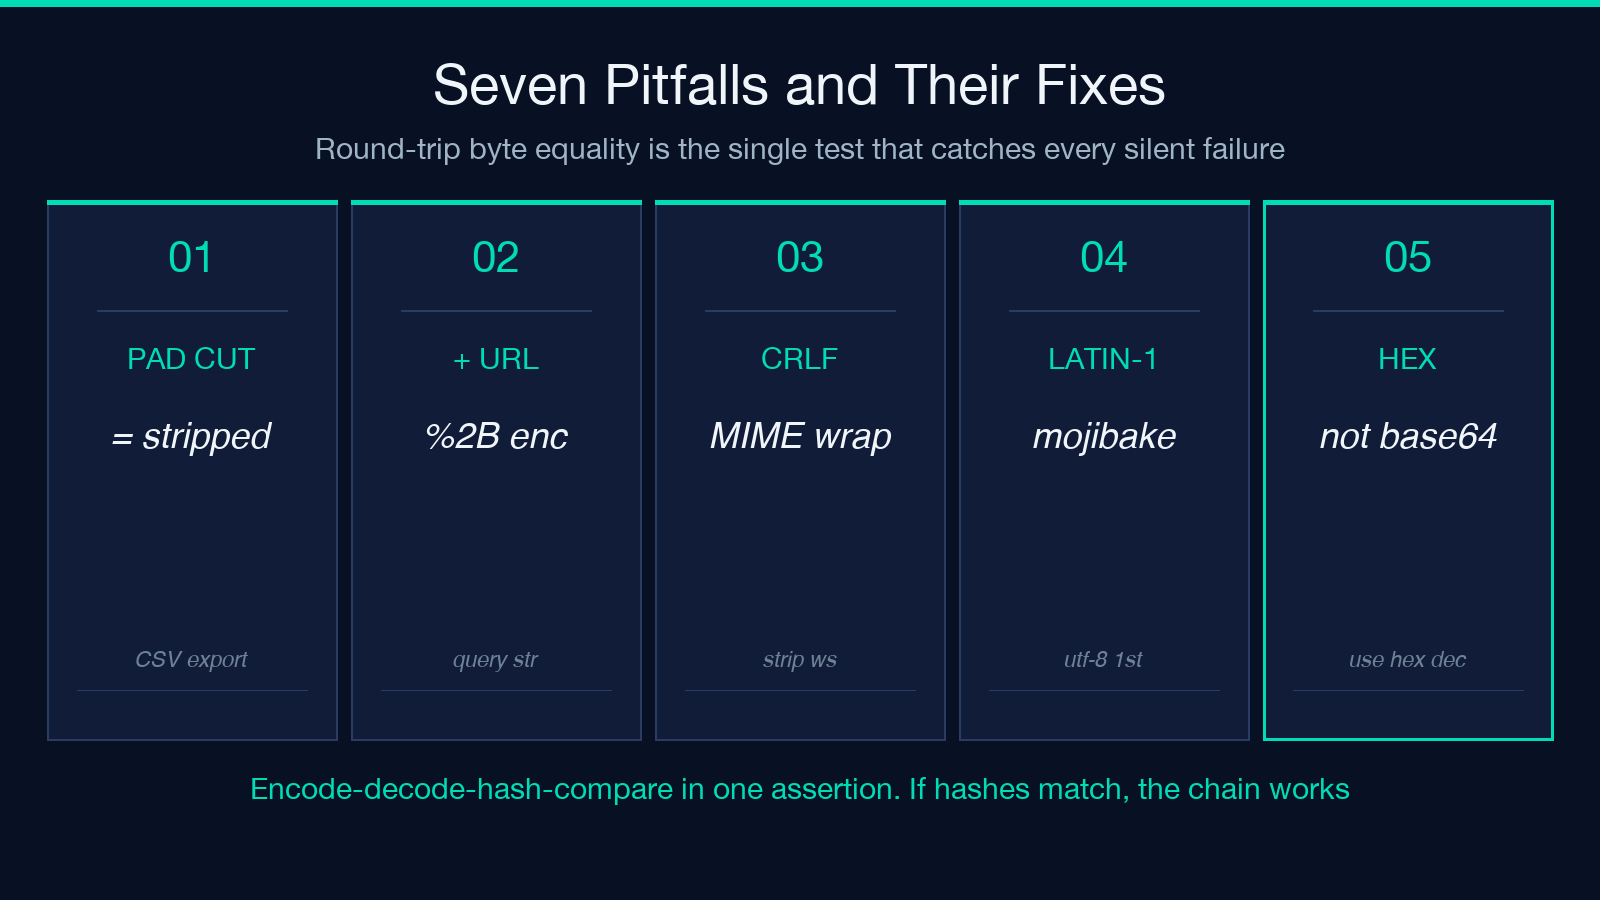 Seven Pitfalls and Their Fixes
Round-trip byte equality is the single test that catches every silent failure
01
PAD CUT
= stripped
CSV export
02
+ URL
%2B enc
query str
03
CRLF
MIME wrap
strip ws
04
LATIN-1
mojibake
utf-8 1st
05
HEX
not base64
use hex dec
Encode-decode-hash-compare in one assertion. If hashes match, the chain works